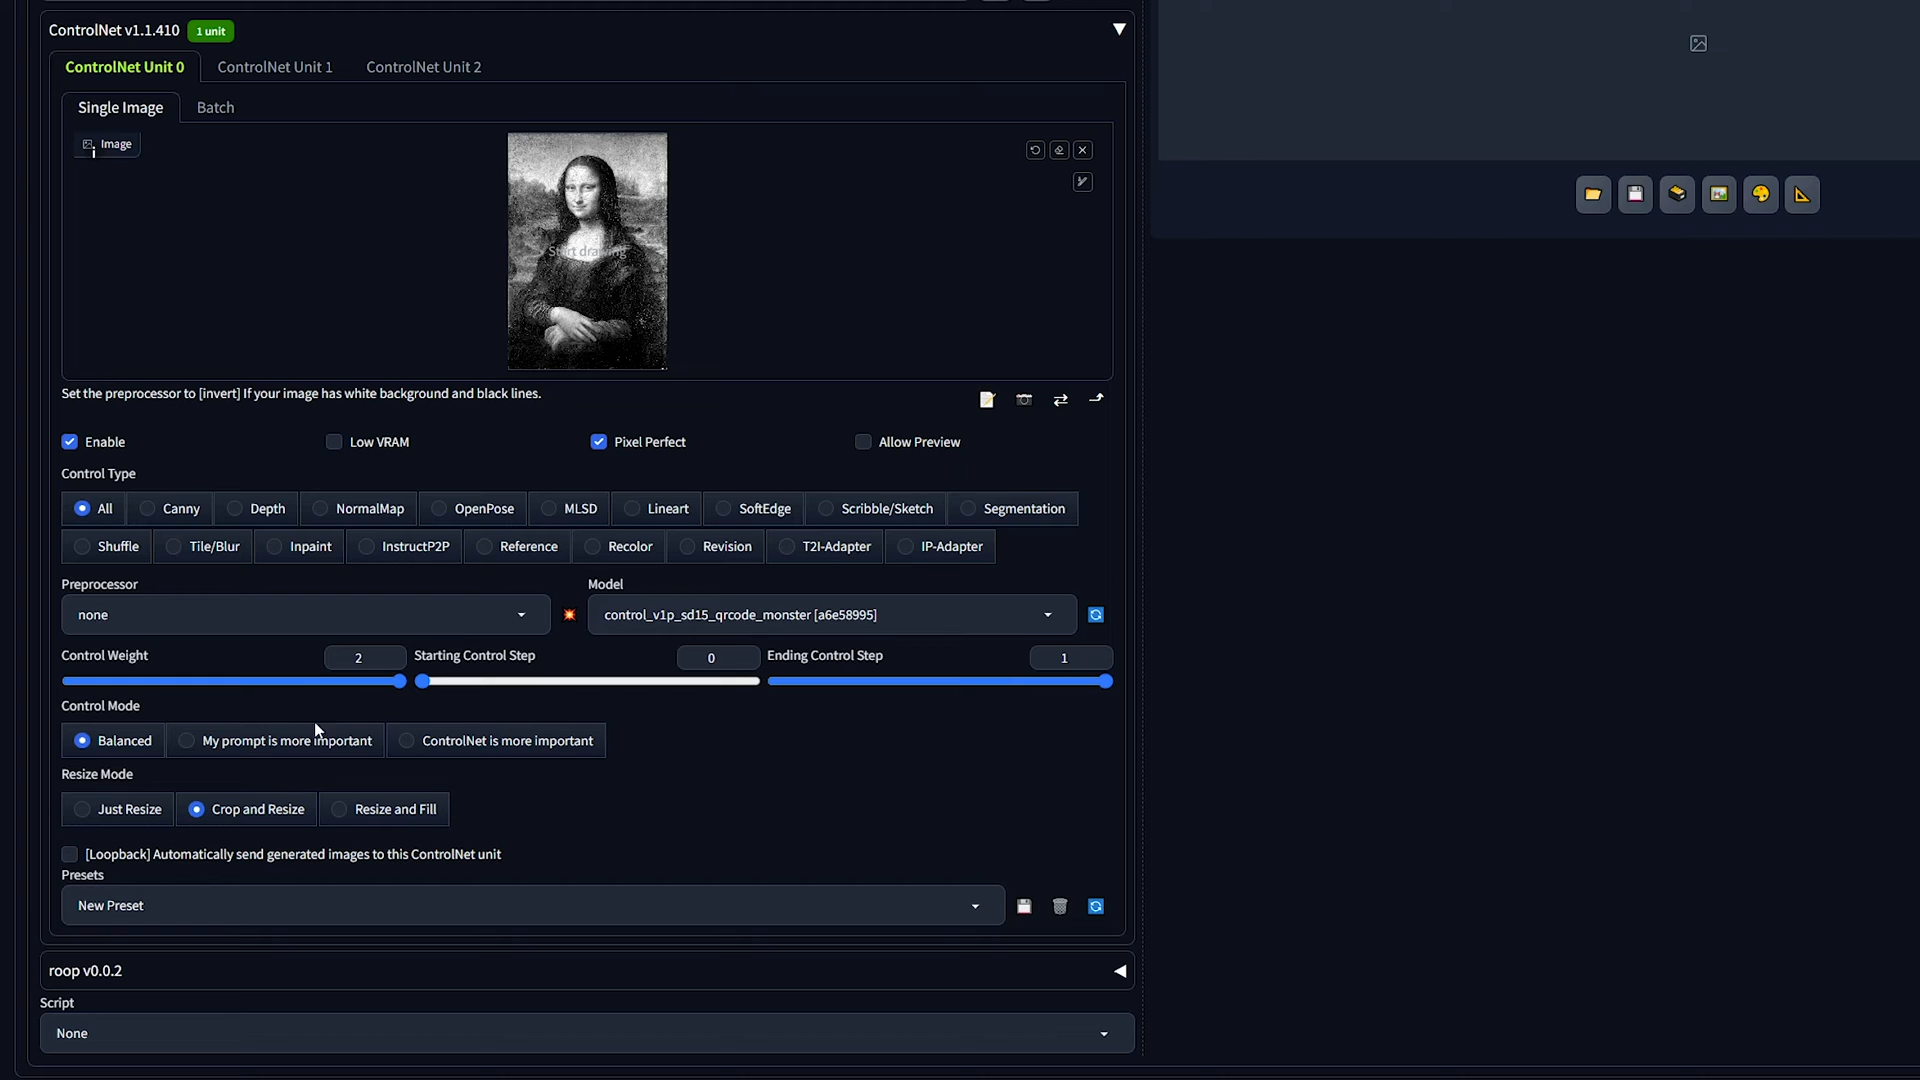 ControlNet v1.1.410 1 unit
ControlNet Unit 0 ControlNet Unit 1 ControlNet Unit 2
Single Image Batch
Image
Start drawing
Set the preprocessor to [invert] If your image has white background and black lines.
Enable Low VRAM Pixel Perfect Allow Preview
Control Type
All Canny Depth NormalMap OpenPose MLSD Lineart SoftEdge Scribble/Sketch Segmentation
Shuffle Tile/Blur Inpaint InstructP2P Reference Recolor Revision T2I-Adapter IP-Adapter
Preprocessor Model
none control_v1p_sd15_qrcode_monster [a6e58995]
Control Weight 2 Starting Control Step 0 Ending Control Step 1
Control Mode
Balanced My prompt is more important ControlNet is more important
Resize Mode
Just Resize Crop and Resize Resize and Fill
[Loopback] Automatically send generated images to this ControlNet unit
Presets
New Preset
roop v0.0.2
Script
None